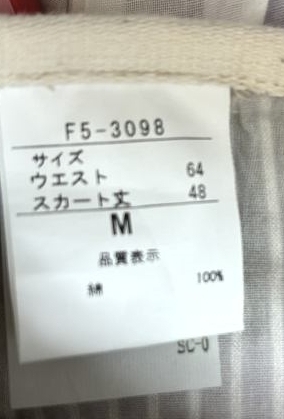 F5-3098
サイズ
ウエスト 64
スカート丈 48
M
品質表示
綿 100%
SC-0